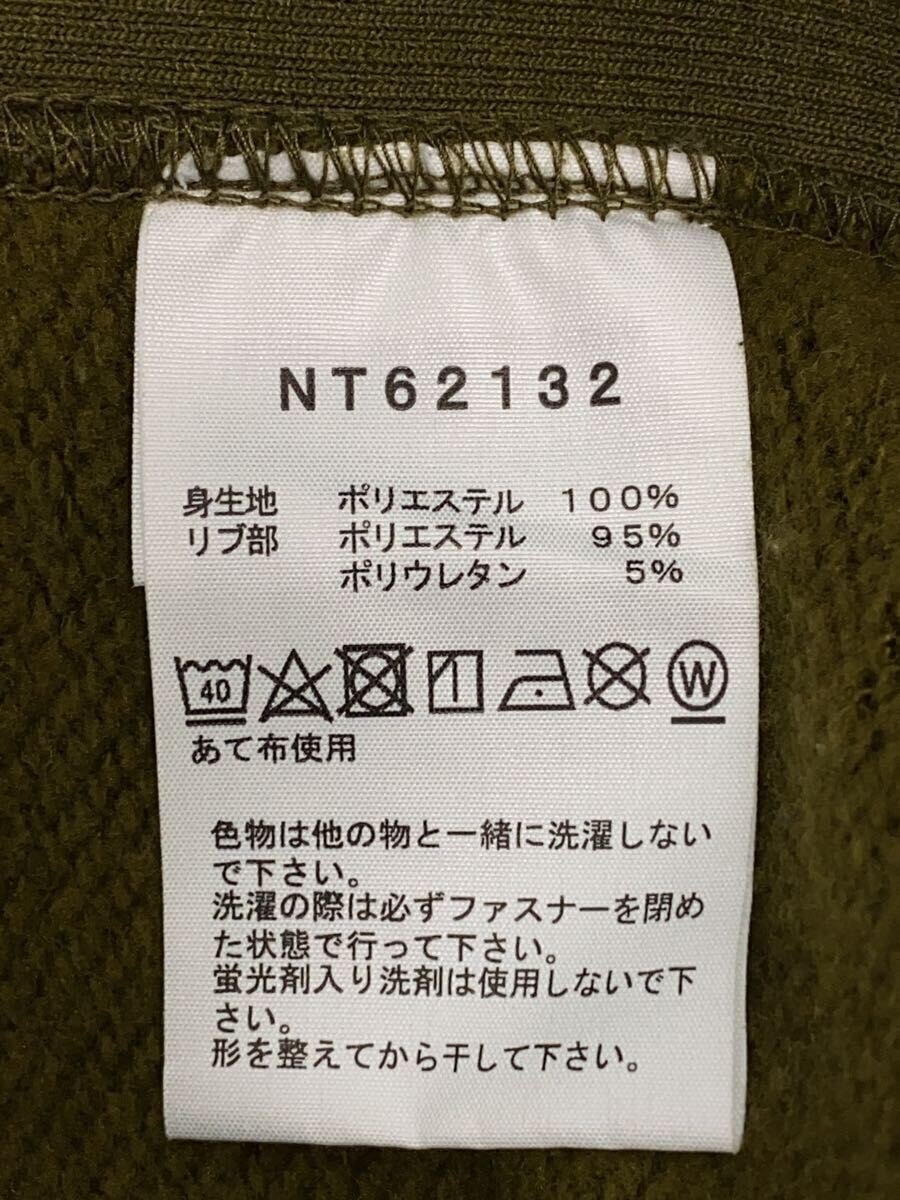 NT62132
身生地 ポリエステル 100%
リブ部 ポリエステル 95%
ポリウレタン 5%
40 W
あて布使用
色物は他の物と一緒に洗濯しない
で下さい。
洗濯の際は必ずファスナーを閉め
た状態で行って下さい。
蛍光剤入り洗剤は使用しないで下
さい。
形を整えてから干して下さい。